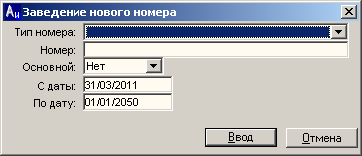 Aи Заведение нового номера
Тип номера:
Номер:
Основной: Нет
С даты: 31/03/2011
По дату: 01/01/2050
Ввод Отмена